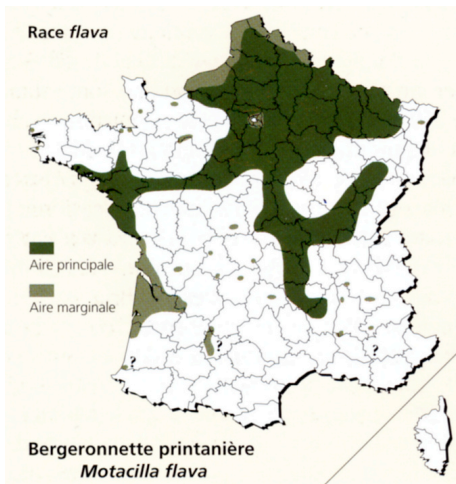 Race flava
Aire principale
Aire marginale
?
?
?
Bergeronnette printanière
Motacilla flava